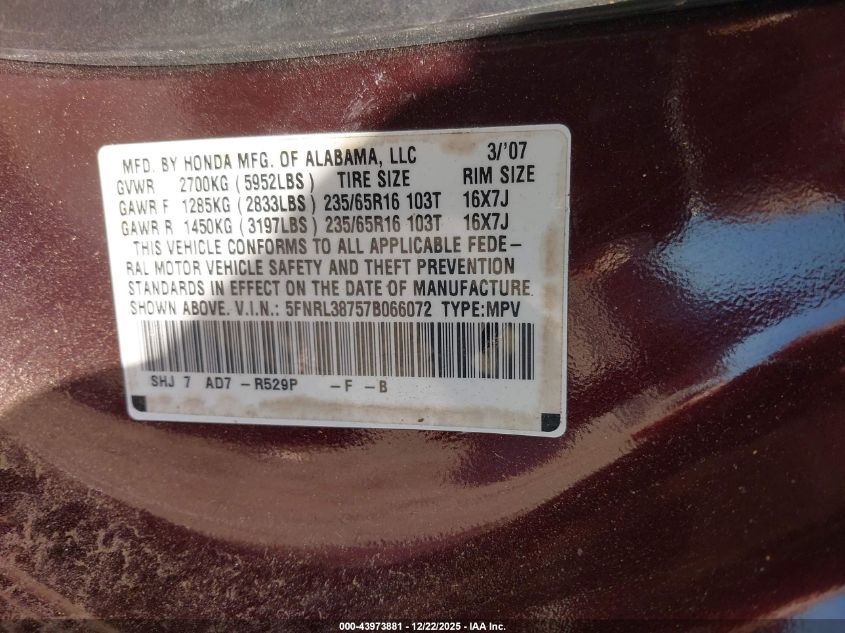 MFD. BY HONDA MFG. OF ALABAMA, LLC 3/'07
GVWR 2700KG (5952LBS) TIRE SIZE RIM SIZE
GAWR F 1285KG (2833LBS) 235/65R16 103T 16X7J
GAWR R 1450KG (3197LBS) 235/65R16 103T 16X7J
THIS VEHICLE CONFORMS TO ALL APPLICABLE FEDE-
RAL MOTOR VEHICLE SAFETY AND THEFT PREVENTION
STANDARDS IN EFFECT ON THE DATE OF MANUFACTURE
SHOWN ABOVE. V.I.N.: 5FNRL38757B066072 TYPE:MPV
SHJ 7 AD7 -R529P -F -B
000-43973881 - 12/22/2025 - IAA Inc.